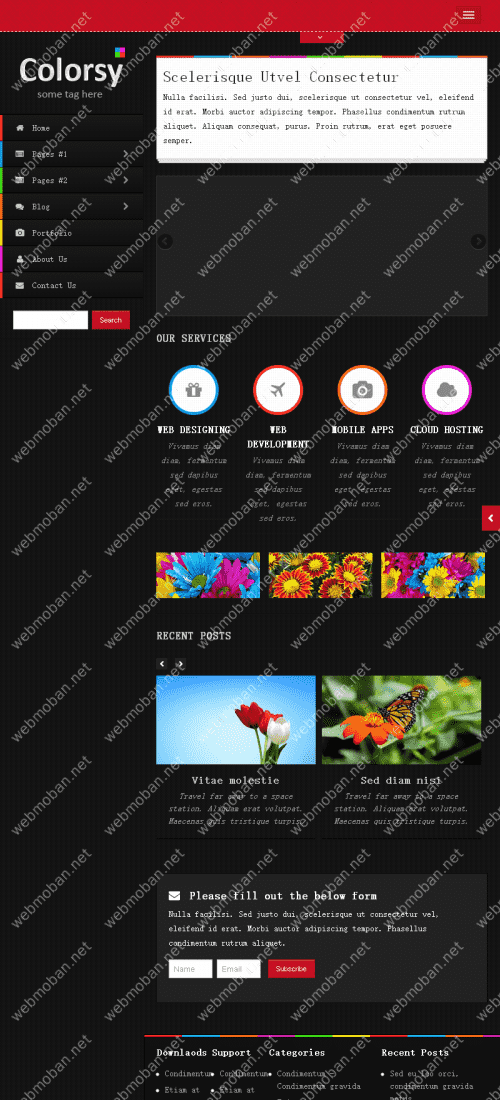 Colorsy
some tag here
Home
Pages #1
Pages #2
Blog
Portfolio
About Us
Contact Us
Search
Scelerisque Utvel Consectetur
Nulla facilisi. Sed justo dui, scelerisque ut consectetur vel, eleifend
id erat. Morbi auctor adipiscing tempor. Phasellus condimentum rutrum
aliquet. Aliquam consequat, purus. Proin rutrum, erat eget posuere
semper.
OUR SERVICES
WEB DESIGNING
Vivamus diam
diam, fermentum
sed dapibus
eget, egestas
sed eros.
WEB
DEVELOPMENT
Vivamus diam
diam, fermentum
sed dapibus
eget, egestas
sed eros.
MOBILE APPS
Vivamus diam
diam, fermentum
sed dapibus
eget, egestas
sed eros.
CLOUD HOSTING
Vivamus diam
diam, fermentum
sed dapibus
eget, egestas
sed eros.
RECENT POSTS
Vitae molestie
Travel far away to a space
station. Aliquam erat volutpat.
Maecenas quis tristique turpis.
Sed diam nisi
Travel far away to a space
station. Aliquam erat volutpat.
Maecenas quis tristique turpis.
Please fill out the below form
Nulla facilisi. Sed justo dui, scelerisque ut consectetur vel,
eleifend id erat. Morbi auctor adipiscing tempor. Phasellus
condimentum rutrum aliquet.
Name
Email
Subscribe
Downlaods
Condimentum
Etiam at
Support
Condimentum
Etiam at
Categories
Condimentum -
Condimentum gravida
Recent Posts
Sed eu leo orci,
condimentum gravida
metus
webmoban.net